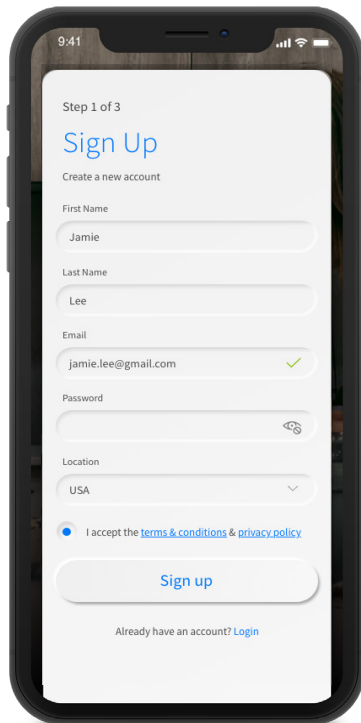 9:41
Step 1 of 3
Sign Up
Create a new account
First Name
Jamie
Last Name
Lee
Email
jamie.lee@gmail.com
Password
Location
USA
I accept the terms & conditions & privacy policy
Sign up
Already have an account? Login